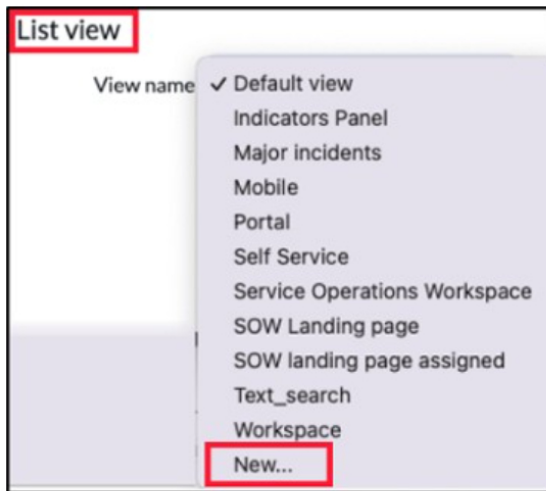 List view
View name ✓ Default view
Indicators Panel
Major incidents
Mobile
Portal
Self Service
Service Operations Workspace
SOW Landing page
SOW landing page assigned
Text_search
Workspace
New...